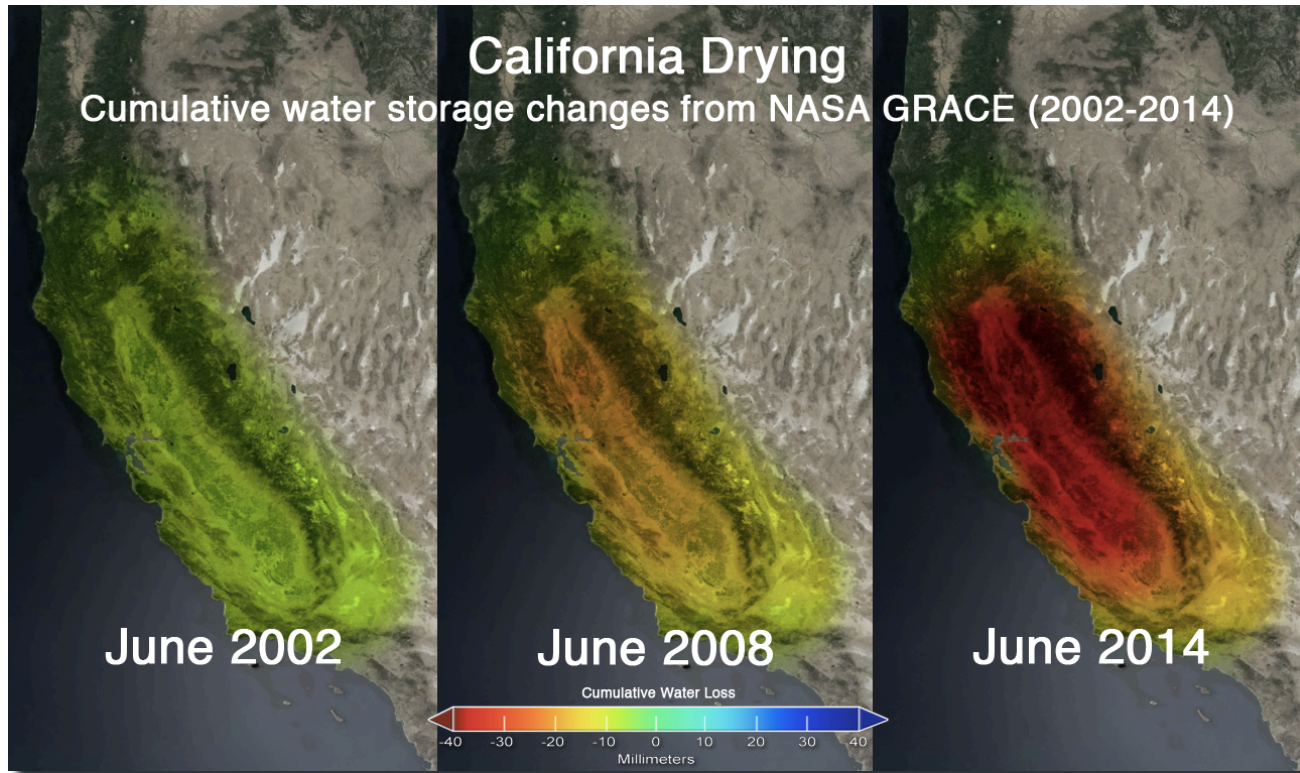 California Drying
Cumulative water storage changes from NASA GRACE (2002-2014)
June 2002
June 2008
June 2014
Cumulative Water Loss
-40 -30 -20 -10 0 10 20 30 40
Millimeters